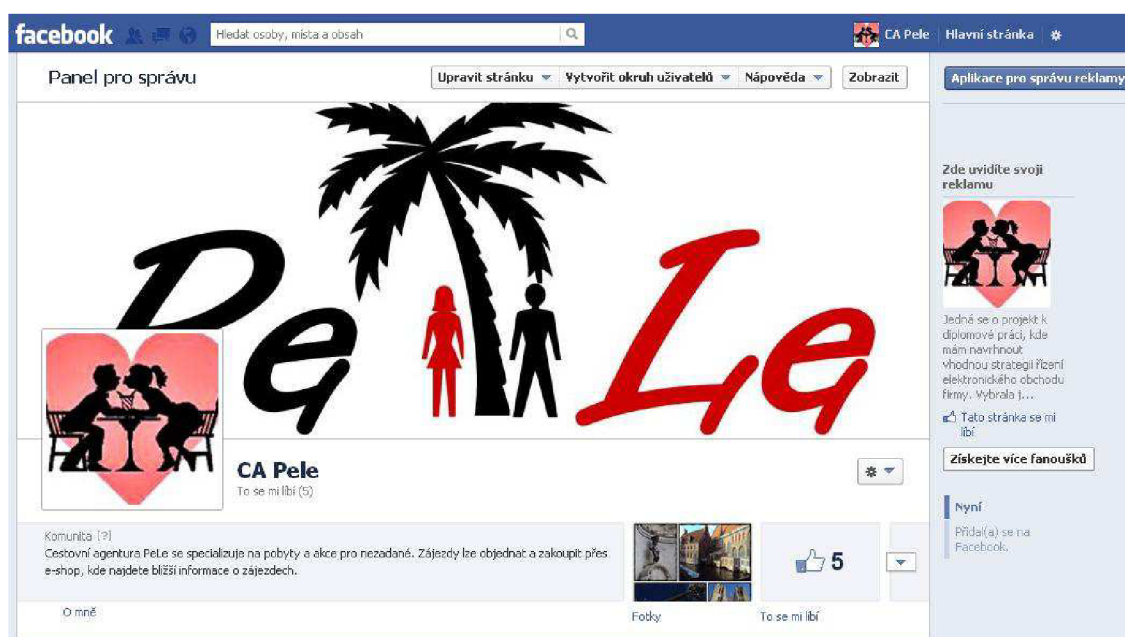 facebook
Hledat osoby, místa a obsah
CA Pele
Hlavní stránka
Panel pro správu
Upravit stránku
Vytvořit okruh uživatelů
Nápověda
Zobrazit
Aplikace pro správu reklamy
PeLe
Zde uvidíte svoji
reklamu
Jedná se o projekt k
diplomové práci, kde
mám navrhnout
vhodnou strategii řízení
elektronického obchodu
firmy. Vybrala j...
Tato stránka se mi
líbí
Získejte více fanoušků
Nyní
Přidal(a) se na
Facebook.
CA Pele
To se mi líbí (5)
Komunita [?]
Cestovní agentura PeLe se specializuje na pobyty a akce pro nezadané. Zájezdy lze objednat a zakoupit přes
e-shop, kde najdete bližší informace o zájezdech.
O mně
Fotky
5
To se mi líbí